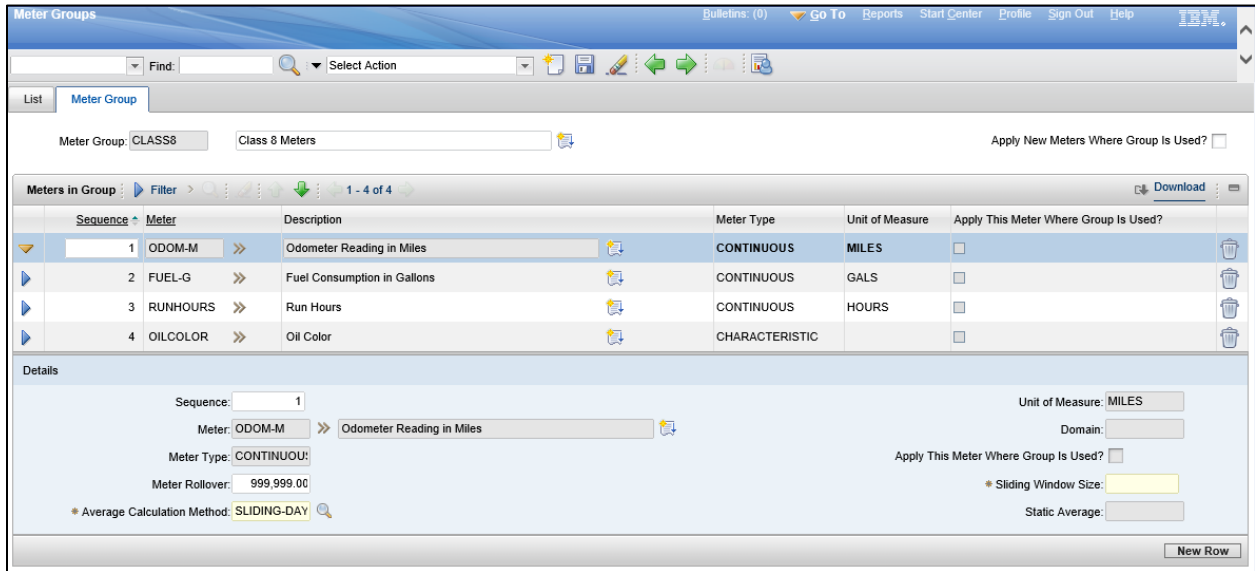 Meter Groups Bulletins: (0) Go To Reports Start Center Profile Sign Out Help IBM.
Find: Select Action
List Meter Group
Meter Group: CLASS8 Class 8 Meters Apply New Meters Where Group Is Used?
Meters in Group Filter 1 - 4 of 4 Download
Sequence Meter Description Meter Type Unit of Measure Apply This Meter Where Group Is Used?
1 ODOM-M Odometer Reading in Miles CONTINUOUS MILES
2 FUEL-G Fuel Consumption in Gallons CONTINUOUS GALS
3 RUNHOURS Run Hours CONTINUOUS HOURS
4 OILCOLOR Oil Color CHARACTERISTIC
Details
Sequence: 1 Unit of Measure: MILES
Meter: ODOM-M Odometer Reading in Miles Domain:
Meter Type: CONTINUOUS Apply This Meter Where Group Is Used?
Meter Rollover: 999,999.00 * Sliding Window Size:
* Average Calculation Method: SLIDING-DAY Static Average:
New Row